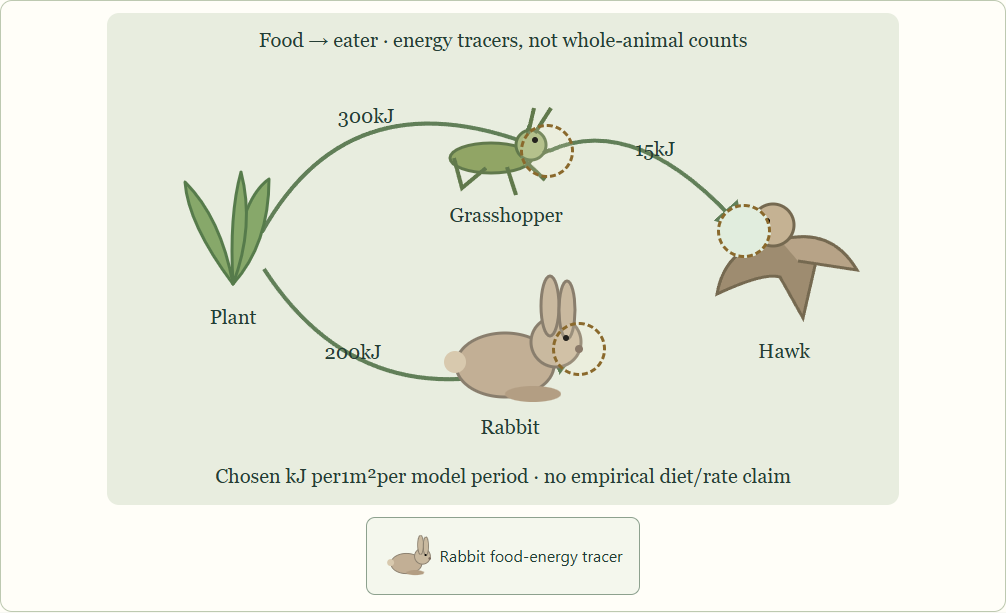 Food → eater · energy tracers, not whole-animal counts
300kJ
15kJ
Grasshopper
Plant
200kJ
Hawk
Rabbit
Chosen kJ per1m²per model period · no empirical diet/rate claim
Rabbit food-energy tracer